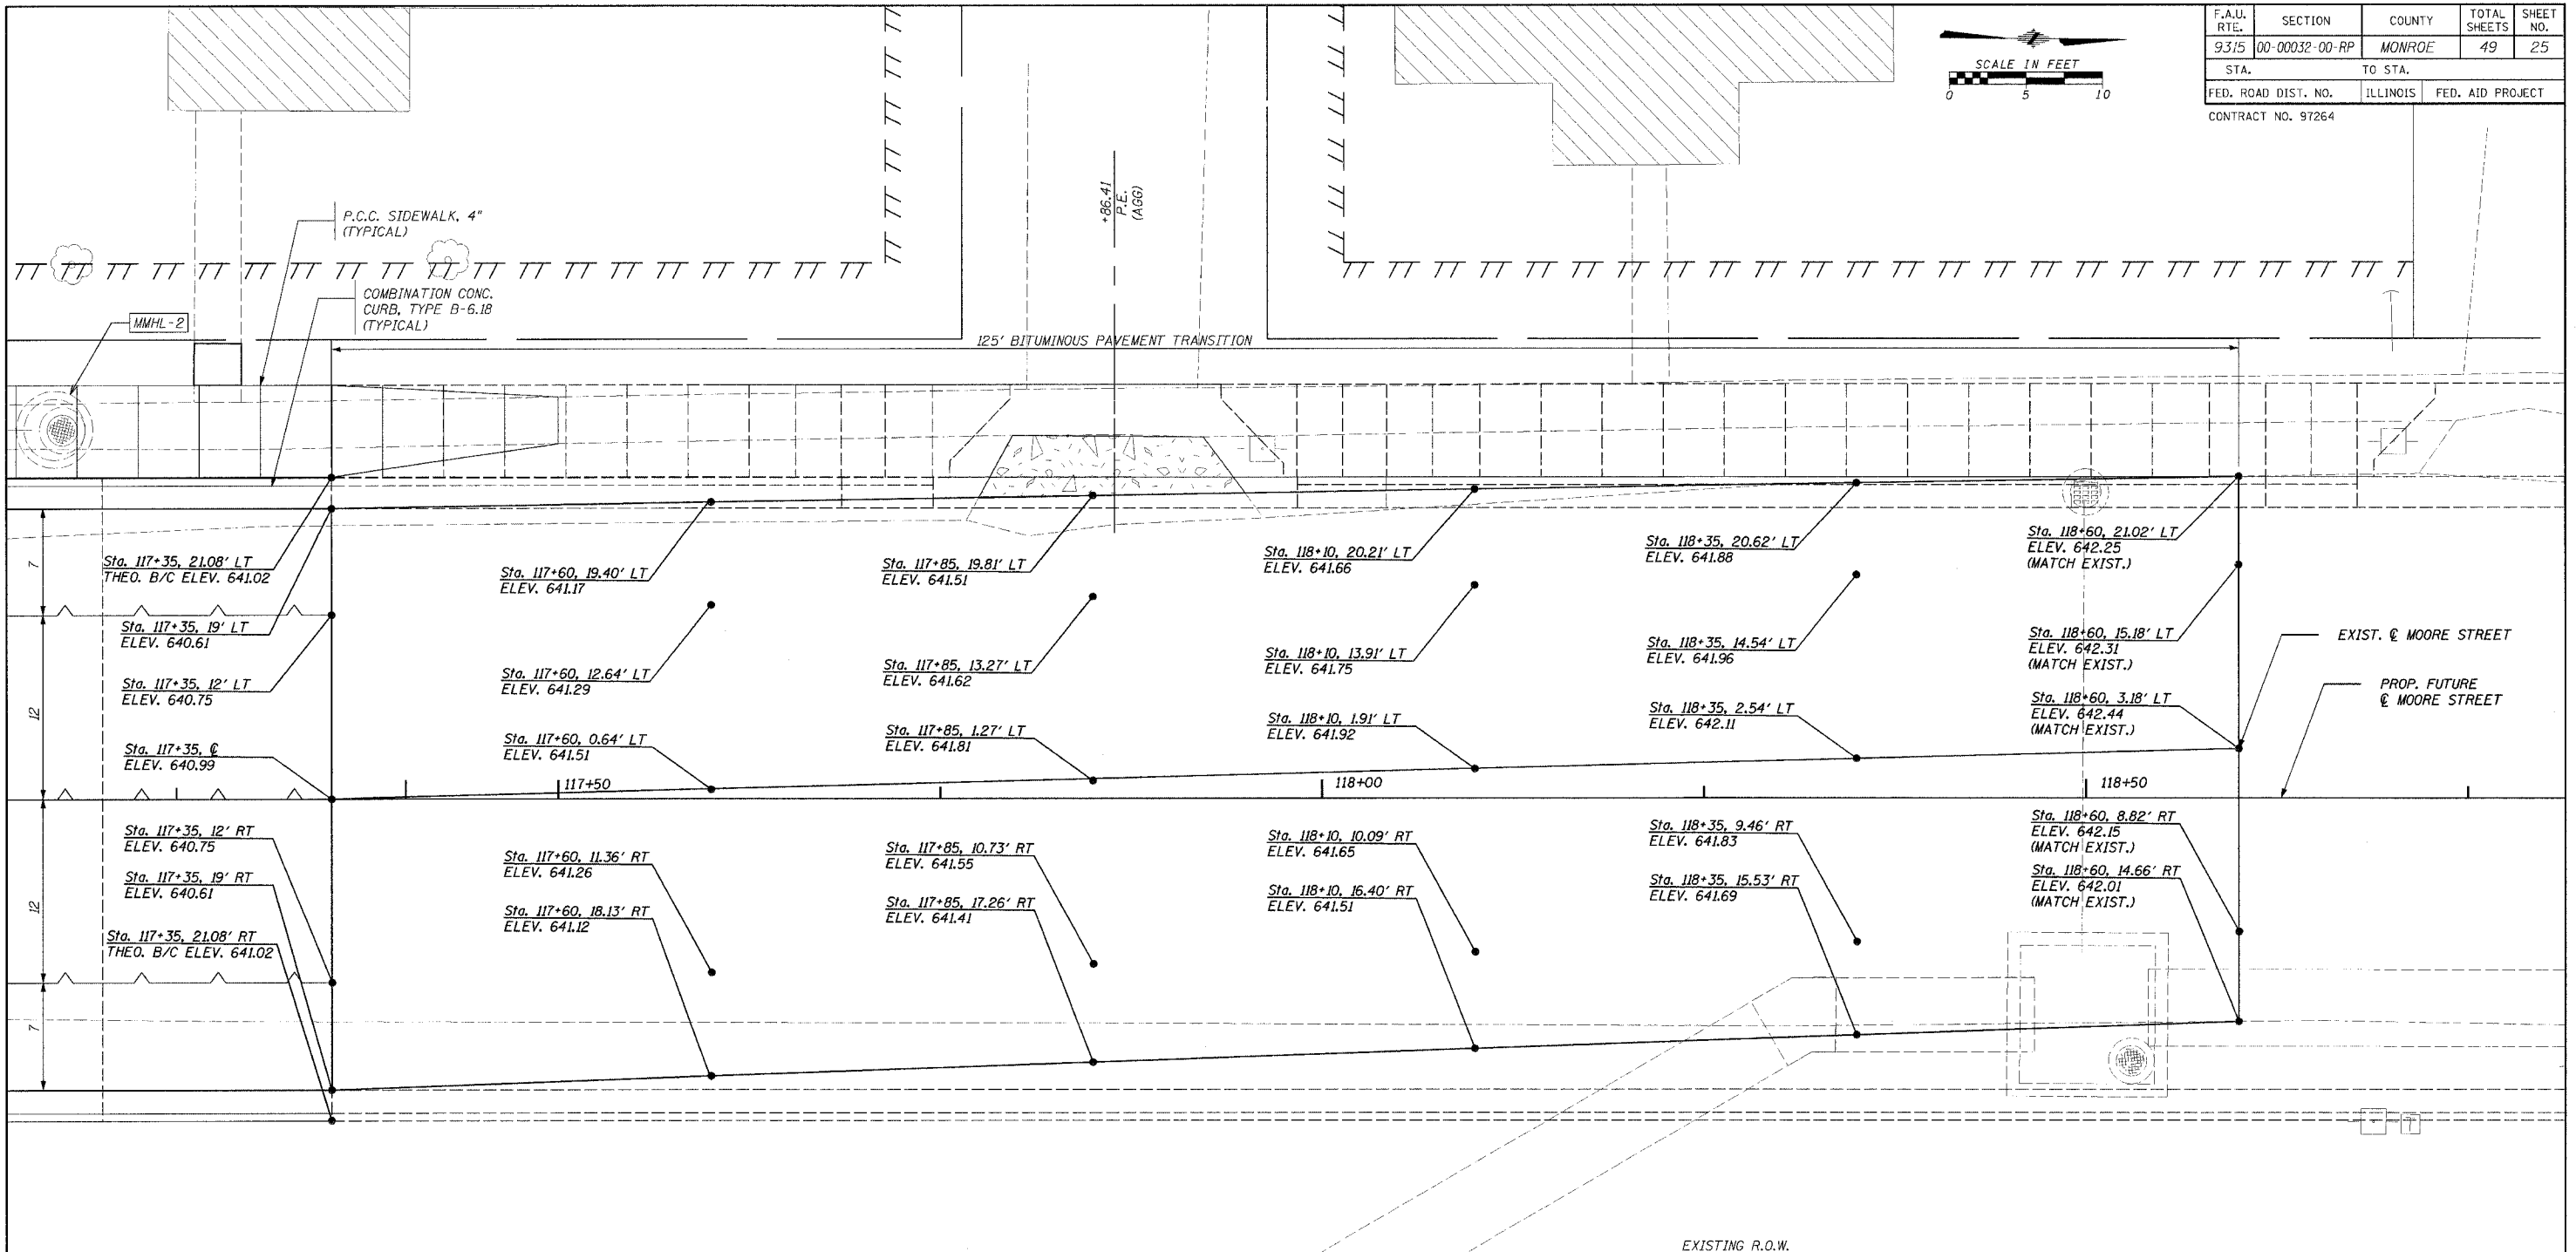 F.A.U. RTE. SECTION COUNTY TOTAL SHEETS SHEET NO.
9315 00-00032-00-RP MONROE 49 25
STA. TO STA.
FED. ROAD DIST. NO. ILLINOIS FED. AID PROJECT
CONTRACT NO. 97264
SCALE IN FEET
0 5 10
+86.41
P.E.
(AGG)
P.C.C. SIDEWALK, 4"
(TYPICAL)
COMBINATION CONC.
CURB, TYPE B-6.18
(TYPICAL)
MMHL-2
125' BITUMINOUS PAVEMENT TRANSITION
7
12
12
7
Sta. 117+35, 21.08' LT
THEO. B/C ELEV. 641.02
Sta. 117+35, 19' LT
ELEV. 640.61
Sta. 117+35, 12' LT
ELEV. 640.75
Sta. 117+35, ℄
ELEV. 640.99
Sta. 117+35, 12' RT
ELEV. 640.75
Sta. 117+35, 19' RT
ELEV. 640.61
Sta. 117+35, 21.08' RT
THEO. B/C ELEV. 641.02
Sta. 117+60, 19.40' LT
ELEV. 641.17
Sta. 117+60, 12.64' LT
ELEV. 641.29
Sta. 117+60, 0.64' LT
ELEV. 641.51
117+50
Sta. 117+60, 11.36' RT
ELEV. 641.26
Sta. 117+60, 18.13' RT
ELEV. 641.12
Sta. 117+85, 19.81' LT
ELEV. 641.51
Sta. 117+85, 13.27' LT
ELEV. 641.62
Sta. 117+85, 1.27' LT
ELEV. 641.81
Sta. 117+85, 10.73' RT
ELEV. 641.55
Sta. 117+85, 17.26' RT
ELEV. 641.41
Sta. 118+10, 20.21' LT
ELEV. 641.66
Sta. 118+10, 13.91' LT
ELEV. 641.75
Sta. 118+10, 1.91' LT
ELEV. 641.92
118+00
Sta. 118+10, 10.09' RT
ELEV. 641.65
Sta. 118+10, 16.40' RT
ELEV. 641.51
Sta. 118+35, 20.62' LT
ELEV. 641.88
Sta. 118+35, 14.54' LT
ELEV. 641.96
Sta. 118+35, 2.54' LT
ELEV. 642.11
Sta. 118+35, 9.46' RT
ELEV. 641.83
Sta. 118+35, 15.53' RT
ELEV. 641.69
Sta. 118+60, 21.02' LT
ELEV. 642.25
(MATCH EXIST.)
Sta. 118+60, 15.18' LT
ELEV. 642.31
(MATCH EXIST.)
Sta. 118+60, 3.18' LT
ELEV. 642.44
(MATCH EXIST.)
118+50
Sta. 118+60, 8.82' RT
ELEV. 642.15
(MATCH EXIST.)
Sta. 118+60, 14.66' RT
ELEV. 642.01
(MATCH EXIST.)
EXIST. ℄ MOORE STREET
PROP. FUTURE
℄ MOORE STREET
EXISTING R.O.W.